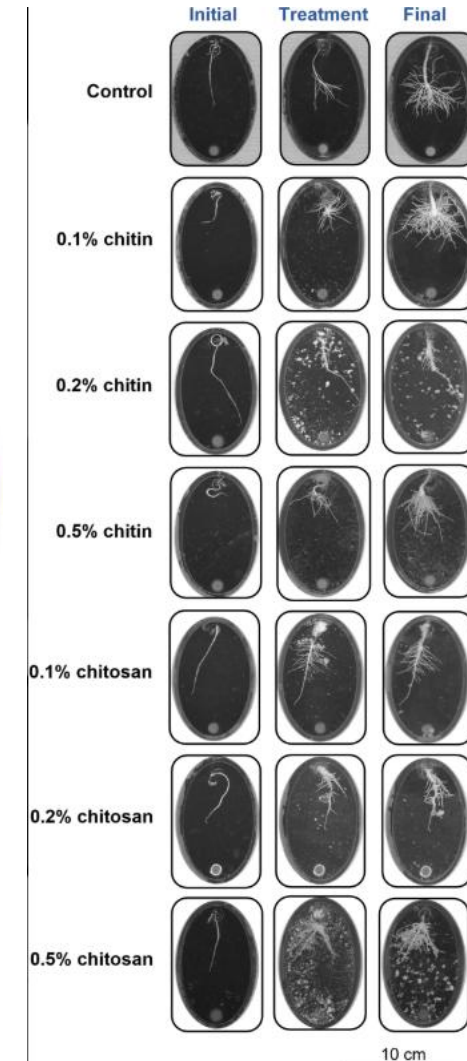 Initial Treatment Final
Control
0.1% chitin
0.2% chitin
0.5% chitin
0.1% chitosan
0.2% chitosan
0.5% chitosan
10 cm